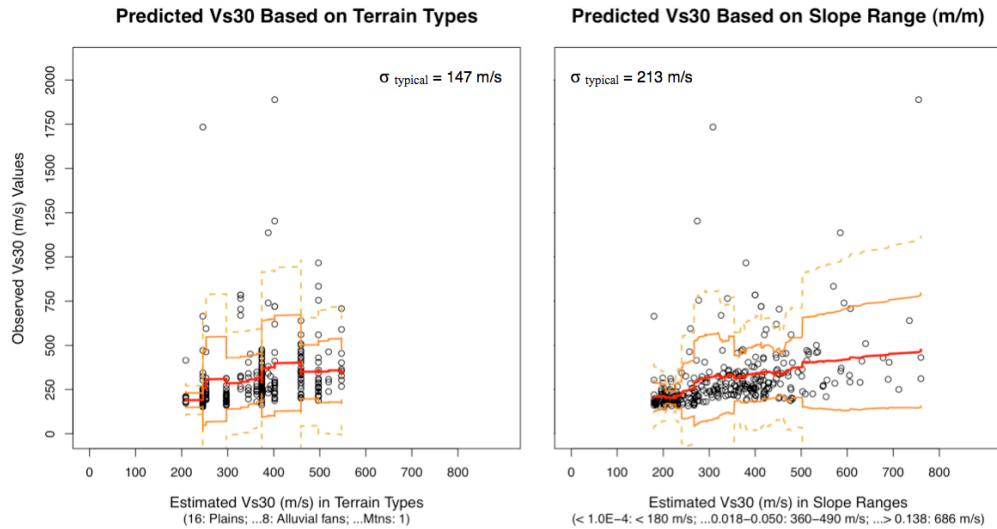 Predicted Vs30 Based on Terrain Types
Predicted Vs30 Based on Slope Range (m/m)
σ typical = 147 m/s
σ typical = 213 m/s
Observed Vs30 (m/s) Values
2000
1750
1500
1250
1000
750
500
250
0
0 100 200 300 400 500 600 700 800
0 100 200 300 400 500 600 700 800
Estimated Vs30 (m/s) in Terrain Types
(16: Plains; ...8: Alluvial fans; ...Mtns: 1)
Estimated Vs30 (m/s) in Slope Ranges
(< 1.0E-4: < 180 m/s; ...0.018-0.050: 360-490 m/s; ...> 0.138: 686 m/s)